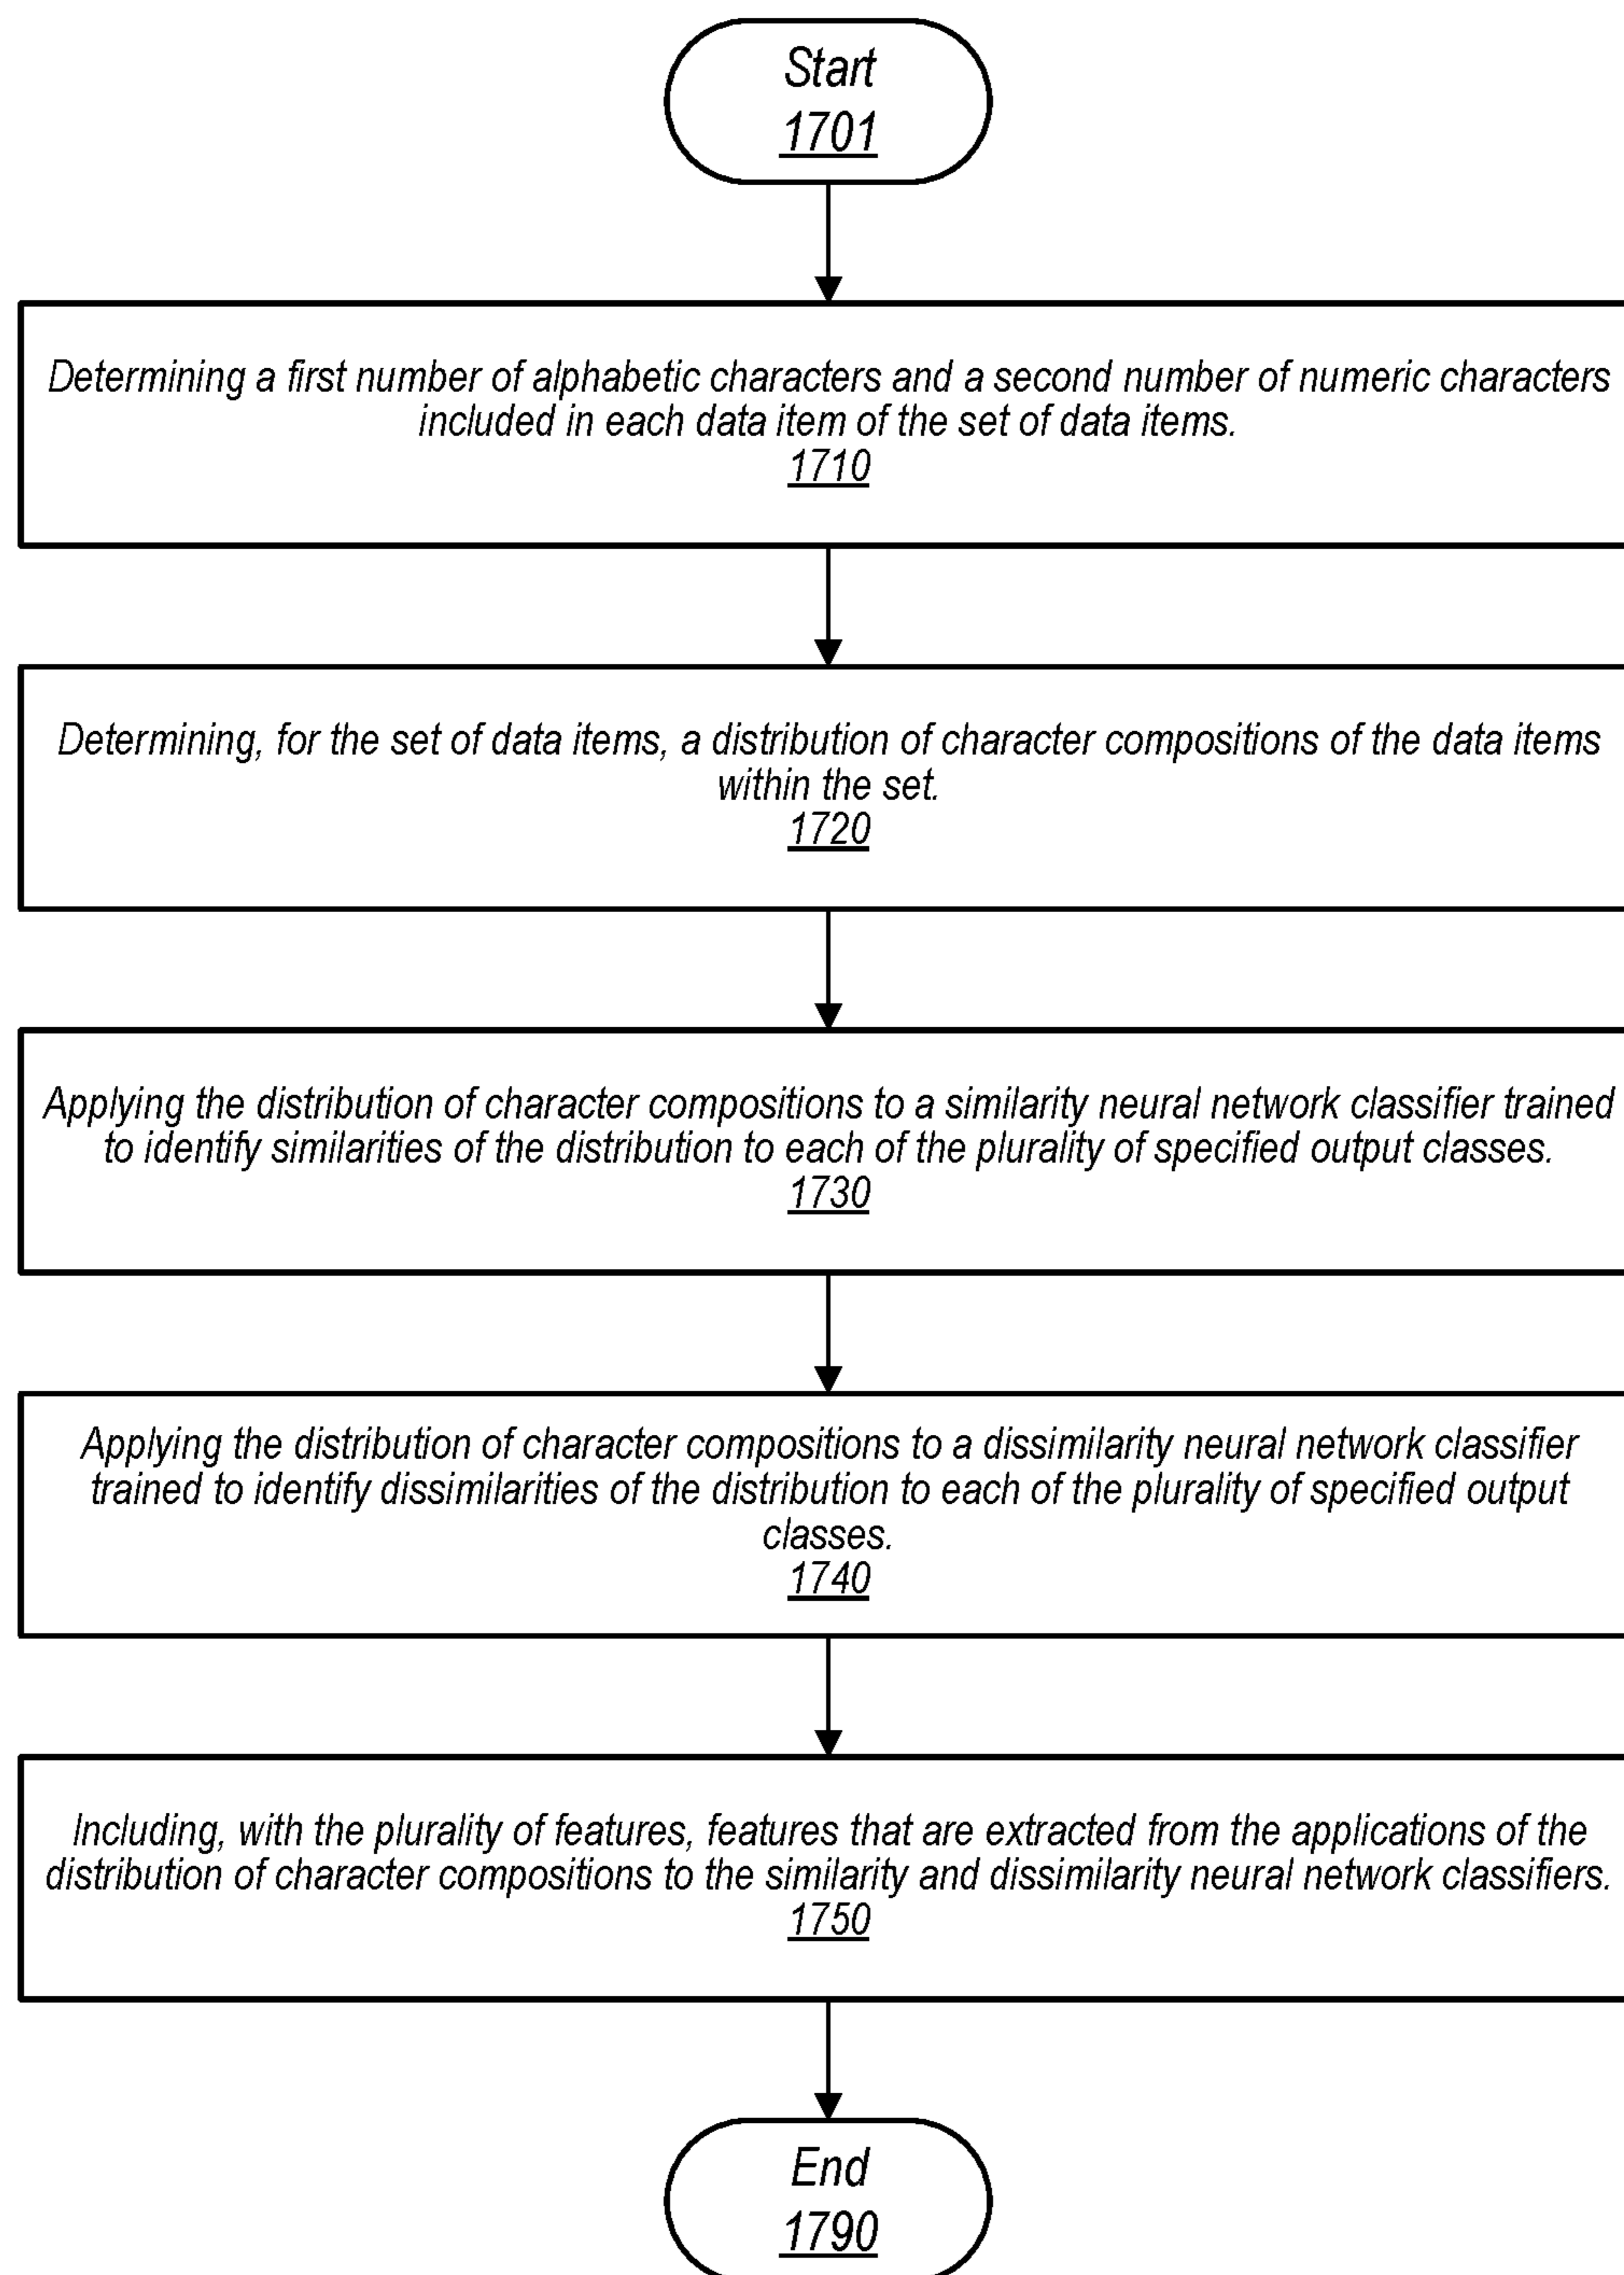 Start
1701
Determining a first number of alphabetic characters and a second number of numeric characters
included in each data item of the set of data items.
1710
Determining, for the set of data items, a distribution of character compositions of the data items
within the set.
1720
Applying the distribution of character compositions to a similarity neural network classifier trained
to identify similarities of the distribution to each of the plurality of specified output classes.
1730
Applying the distribution of character compositions to a dissimilarity neural network classifier
trained to identify dissimilarities of the distribution to each of the plurality of specified output
classes.
1740
Including, with the plurality of features, features that are extracted from the applications of the
distribution of character compositions to the similarity and dissimilarity neural network classifiers.
1750
End
1790